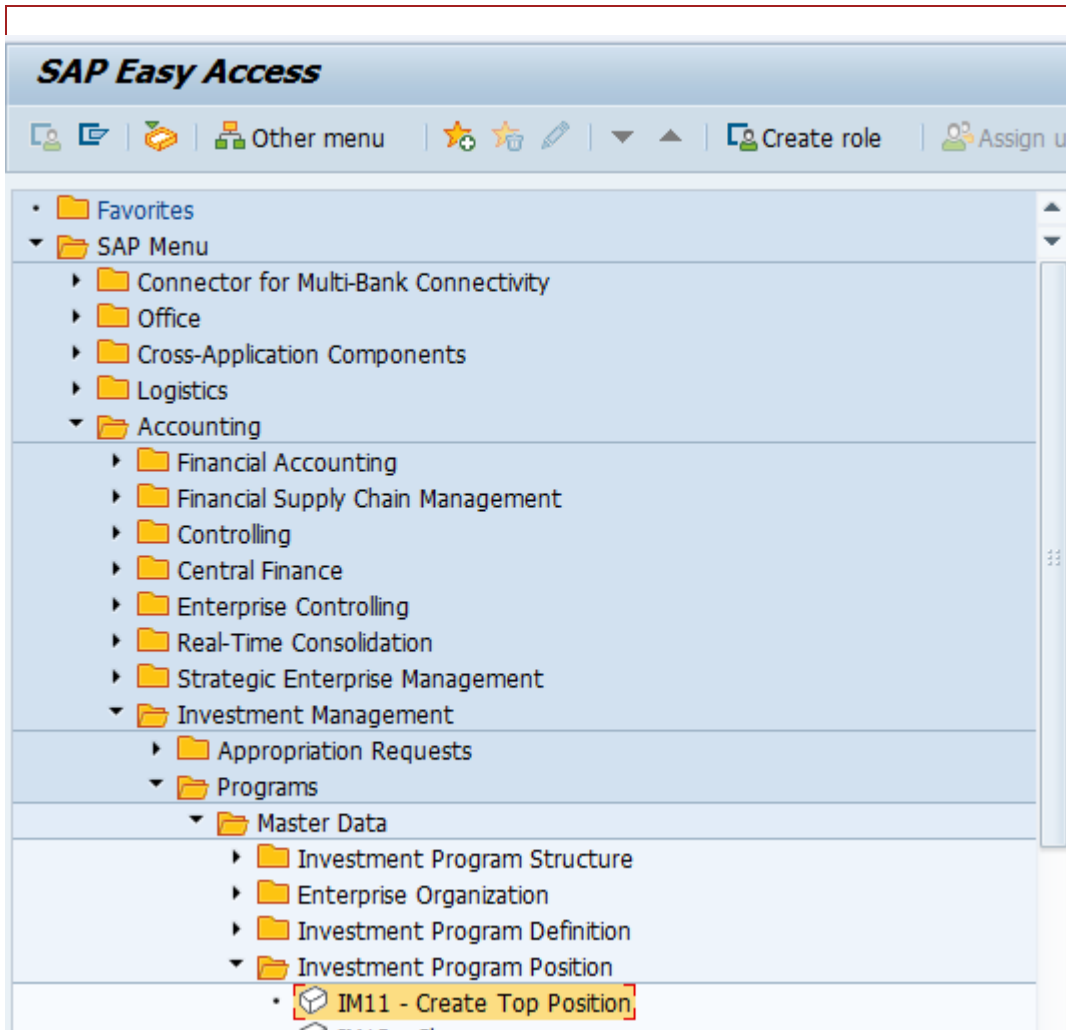 SAP Easy Access
Other menu Create role Assign u
Favorites
SAP Menu
Connector for Multi-Bank Connectivity
Office
Cross-Application Components
Logistics
Accounting
Financial Accounting
Financial Supply Chain Management
Controlling
Central Finance
Enterprise Controlling
Real-Time Consolidation
Strategic Enterprise Management
Investment Management
Appropriation Requests
Programs
Master Data
Investment Program Structure
Enterprise Organization
Investment Program Definition
Investment Program Position
IM11 - Create Top Position